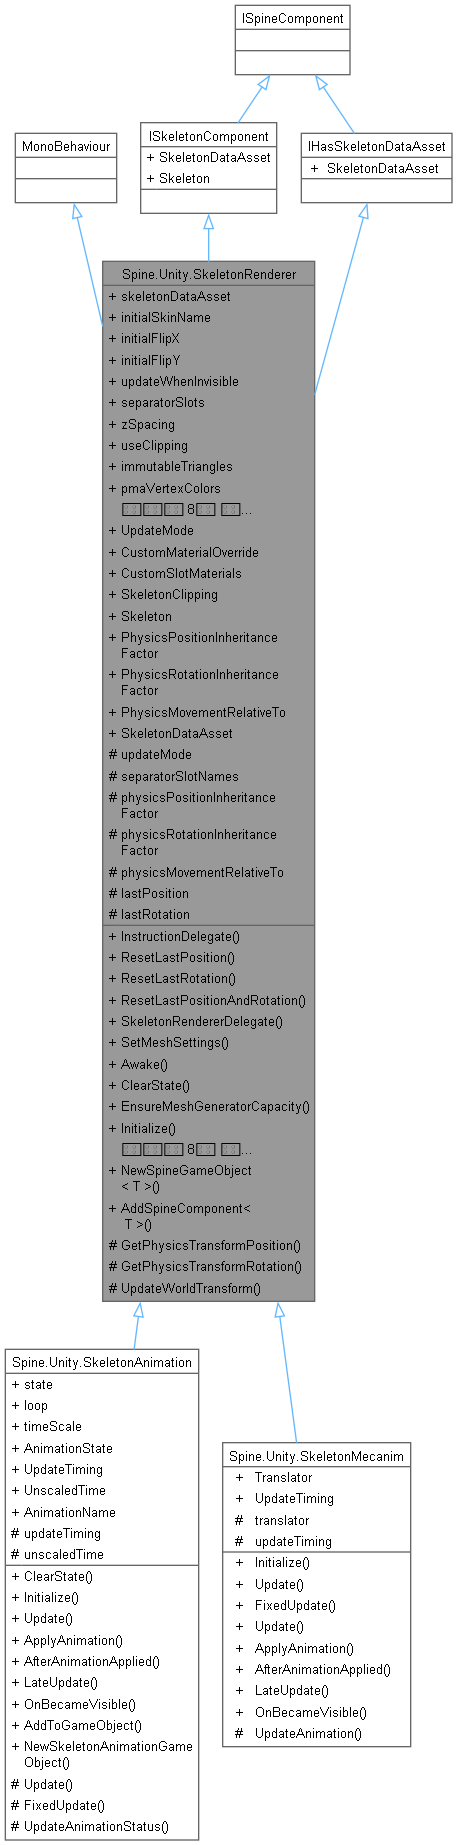 ISpineComponent
ISkeletonComponent
+ SkeletonDataAsset
+ Skeleton
IHasSkeletonDataAsset
+ SkeletonDataAsset
MonoBehaviour
Spine.Unity.SkeletonRenderer
+ skeletonDataAsset
+ initialSkinName
+ initialFlipX
+ initialFlipY
+ updateWhenInvisible
+ separatorSlots
+ zSpacing
+ useClipping
+ immutableTriangles
+ pmaVertexColors
8 ...
+ UpdateMode
+ CustomMaterialOverride
+ CustomSlotMaterials
+ SkeletonClipping
+ Skeleton
+ PhysicsPositionInheritance
Factor
+ PhysicsRotationInheritance
Factor
+ PhysicsMovementRelativeTo
+ SkeletonDataAsset
# updateMode
# separatorSlotNames
# physicsPositionInheritance
Factor
# physicsRotationInheritance
Factor
# physicsMovementRelativeTo
# lastPosition
# lastRotation
+ InstructionDelegate()
+ ResetLastPosition()
+ ResetLastRotation()
+ ResetLastPositionAndRotation()
+ SkeletonRendererDelegate()
+ SetMeshSettings()
+ Awake()
+ ClearState()
+ EnsureMeshGeneratorCapacity()
+ Initialize()
8 ...
+ NewSpineGameObject
< T >()
+ AddSpineComponent<
T >()
# GetPhysicsTransformPosition()
# GetPhysicsTransformRotation()
# UpdateWorldTransform()
Spine.Unity.SkeletonAnimation
+ state
+ loop
+ timeScale
+ AnimationState
+ UpdateTiming
+ UnscaledTime
+ AnimationName
# updateTiming
# unscaledTime
+ ClearState()
+ Initialize()
+ Update()
+ ApplyAnimation()
+ AfterAnimationApplied()
+ LateUpdate()
+ OnBecameVisible()
+ AddToGameObject()
+ NewSkeletonAnimationGame
Object()
# Update()
# FixedUpdate()
# UpdateAnimationStatus()
Spine.Unity.SkeletonMecanim
+ Translator
+ UpdateTiming
# translator
# updateTiming
+ Initialize()
+ Update()
+ FixedUpdate()
+ Update()
+ ApplyAnimation()
+ AfterAnimationApplied()
+ LateUpdate()
+ OnBecameVisible()
# UpdateAnimation()